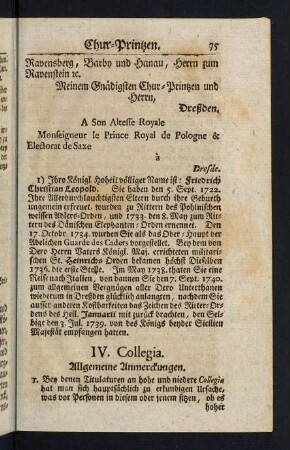 Chur-Printzen. 75
Ravensberg, Barby und Hanau, Herrn zum
Ravenstein ꝛc.
Meinem Gnädigsten Chur-Printzen und
Herrn,
Dreßden.
A Son Altesse Royale
Monseigneur le Prince Royal de Pologne &
Electorat de Saxe
à
Dresde.
1) Ihro Königl. Hoheit völliger Name ist: Friedrich
Christian Leopold. Sie haben den 5. Sept. 1722.
Ihre Allerdurchlauchtigsten Eltern durch ihre Geburth
ungemein erfreuet, wurden zu Rittern des Pohlnischen
weissen Adlers-Orden, und 1733. den 8. May zum Rit-
tern des Dänischen Elephanten-Orden ernennet. Den
17. Octobr. 1734. wurden Sie als das Ober-Haupt der
Adelichen Guarde des Cadets vorgestellet. Bey dem von
Dero Herrn Vaters Königl. May. errichteten militari-
schen St. Heinrichs Orden bekamen höchst Dieselben
1736. die erste Stelle. Im May 1738. thaten Sie eine
Reise nach Italien, von dannen Sie den 7. Sept. 1740.
zum allgemeinen Vergnügen aller Dero Unterthanen
wiederum in Dreßden glücklich anlangten, nachdem Sie
ausser anderen Kostbarkeiten das Zeichen des Ritter-Or-
dens des Heil. Januarii mit zurück brachten, den Sel-
bige den 3. Jul. 1739. von des Königs beyder Sicilien
Majestät empfangen hatten.
IV. Collegia.
Allgemeine Anmerckungen.
1. Bey denen Titulaturen an hohe und niedere Collegia
hat man sich hauptsächlich zu erkundigen Ursache,
was vor Personen in diesem oder jenem sitzen, ob es
hoher